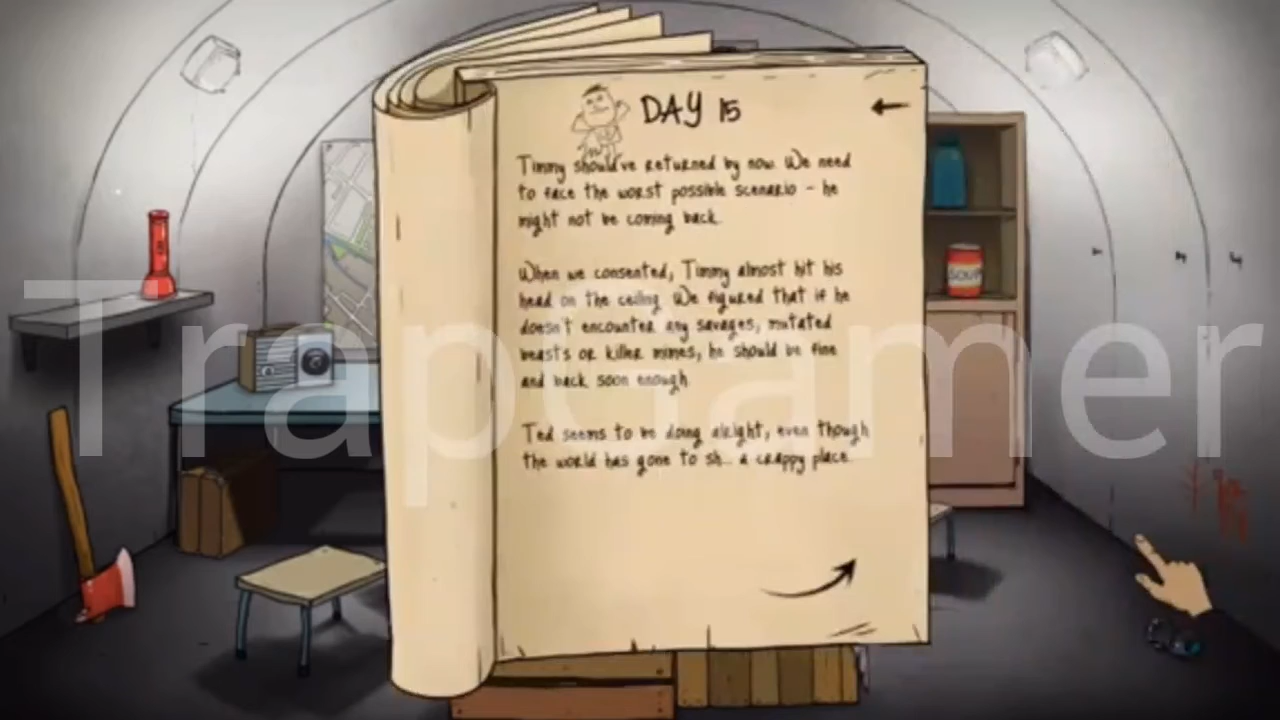 DAY 15
Timmy should've returned by now. We need
to face the worst possible scenario - he
might not be coming back.
When we consented, Timmy almost hit his
head on the ceiling. We figured that if he
doesn't encounter any savages, mutated
beasts or killer mimes, he should be fine
and back soon enough
Ted seems to be doing alright, even though
the world has gone to sh... a crappy place.
SOUP
TrapGamer